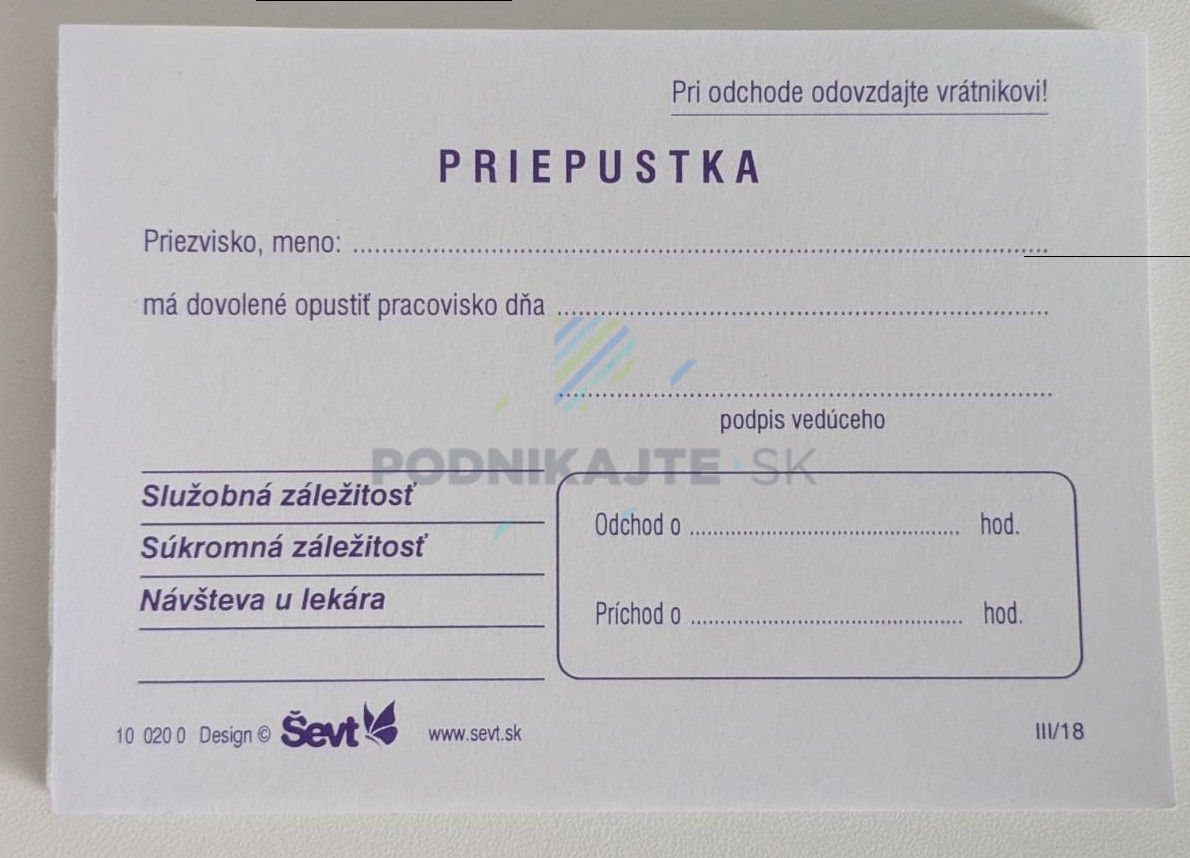 Pri odchode odovzdajte vrátnikovi!
PRIEPUSTKA
Priezvisko, meno: ........................................
má dovolené opustiť pracovisko dňa ........................................
........................................
podpis vedúceho
PODNIKAJTE·SK
Služobná záležitosť
Súkromná záležitosť
Návšteva u lekára
Odchod o ........................................ hod.
Príchod o ........................................ hod.
10 020 0 Design © Ševt www.sevt.sk III/18